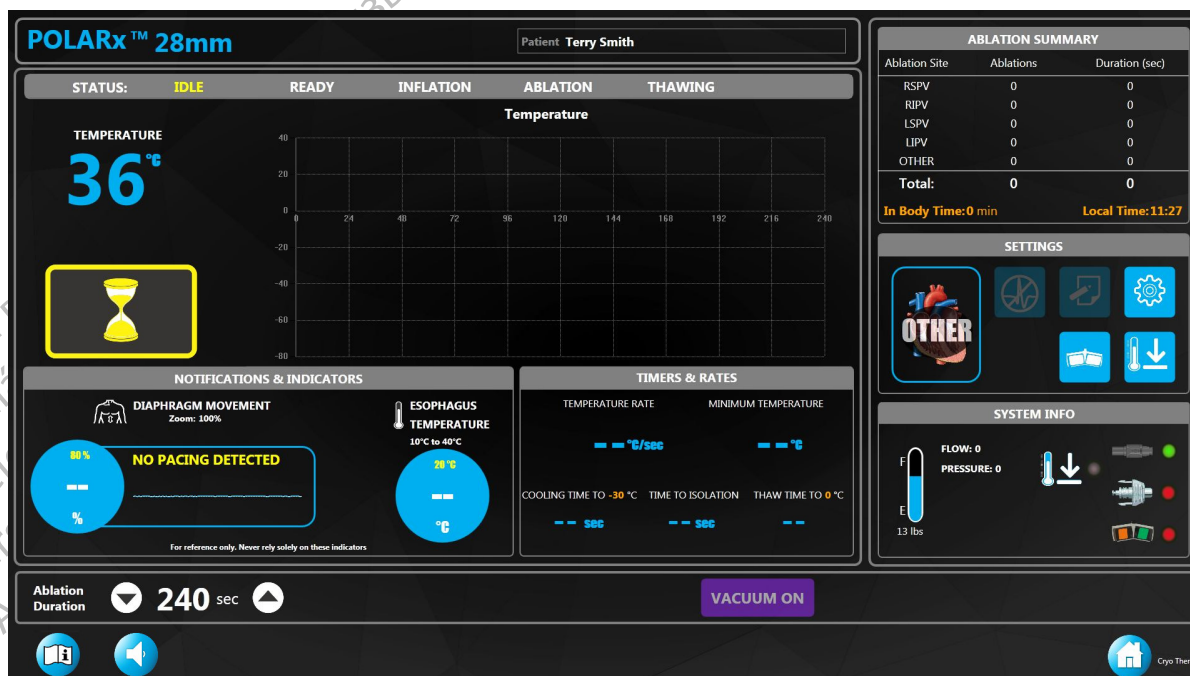 POLARx™ 28mm
Patient Terry Smith
STATUS: IDLE READY INFLATION ABLATION THAWING
TEMPERATURE
36°C
Temperature
40
20
0
-20
-40
-60
-80
0 24 48 72 96 120 144 168 192 216 240
NOTIFICATIONS & INDICATORS
DIAPHRAGM MOVEMENT
Zoom: 100%
80 %
--
%
NO PACING DETECTED
ESOPHAGUS
TEMPERATURE
10°C to 40°C
20 °C
--
°C
For reference only. Never rely solely on these indicators
TIMERS & RATES
TEMPERATURE RATE MINIMUM TEMPERATURE
-- °C/sec -- °C
COOLING TIME TO -30 °C TIME TO ISOLATION THAW TIME TO 0 °C
-- sec -- sec --
ABLATION SUMMARY
Ablation Site Ablations Duration (sec)
RSPV 0 0
RIPV 0 0
LSPV 0 0
LIPV 0 0
OTHER 0 0
Total: 0 0
In Body Time:0 min Local Time:11:27
SETTINGS
OTHER
SYSTEM INFO
F
E
13 lbs
FLOW: 0
PRESSURE: 0
Ablation
Duration
240 sec
VACUUM ON
Cryo Ther